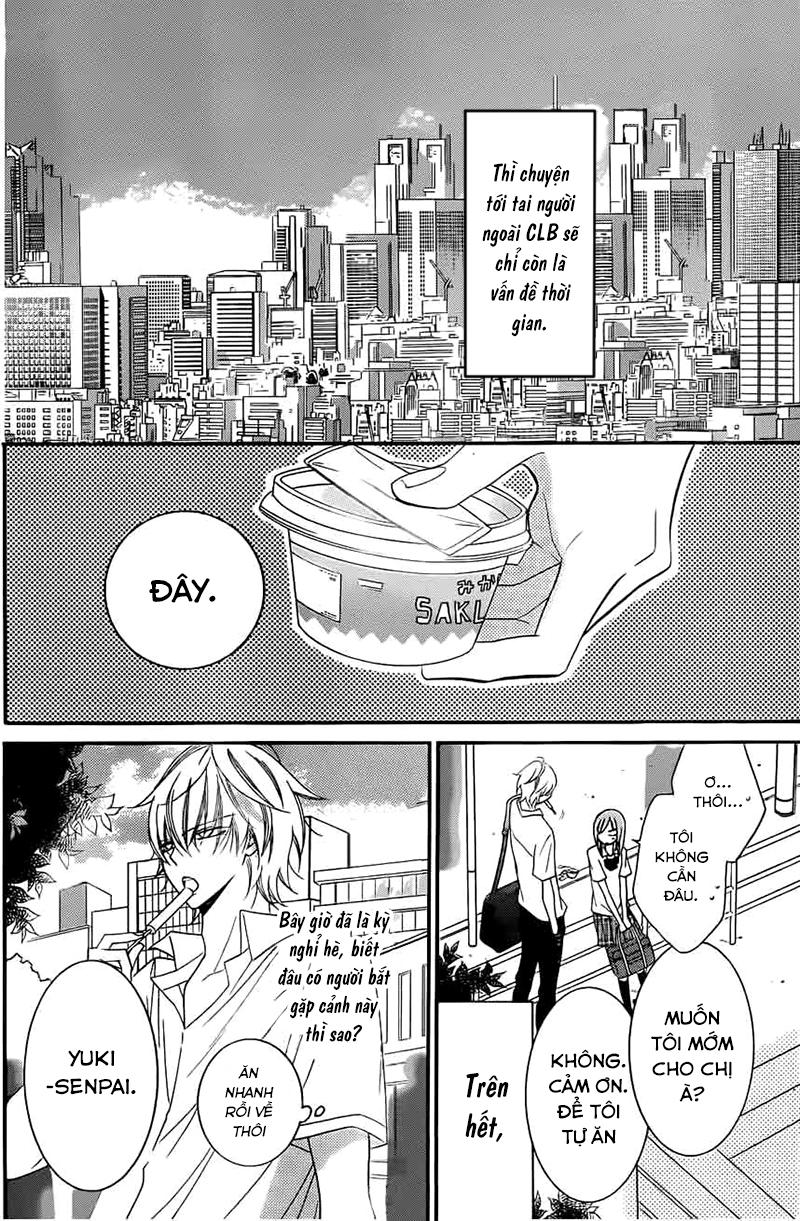 Thì chuyện
tới tai người
ngoài CLB sẽ
chỉ còn là
vấn đề thời
gian.
ĐÂY.
みか
SAKL
Ơ...
THÔI...
TÔI
KHÔNG
CẦN
ĐÂU.
MUỐN
TÔI MỚM
CHO CHỊ
À?
KHÔNG.
CẢM ƠN.
ĐỂ TÔI
TỰ ĂN
Trên
hết,
Bây giờ đã là kỳ
nghỉ hè, biết
đâu có người bắt
gặp cảnh này
thì sao?
YUKI
-SENPAI.
ĂN
NHANH
RỒI VỀ
THÔI